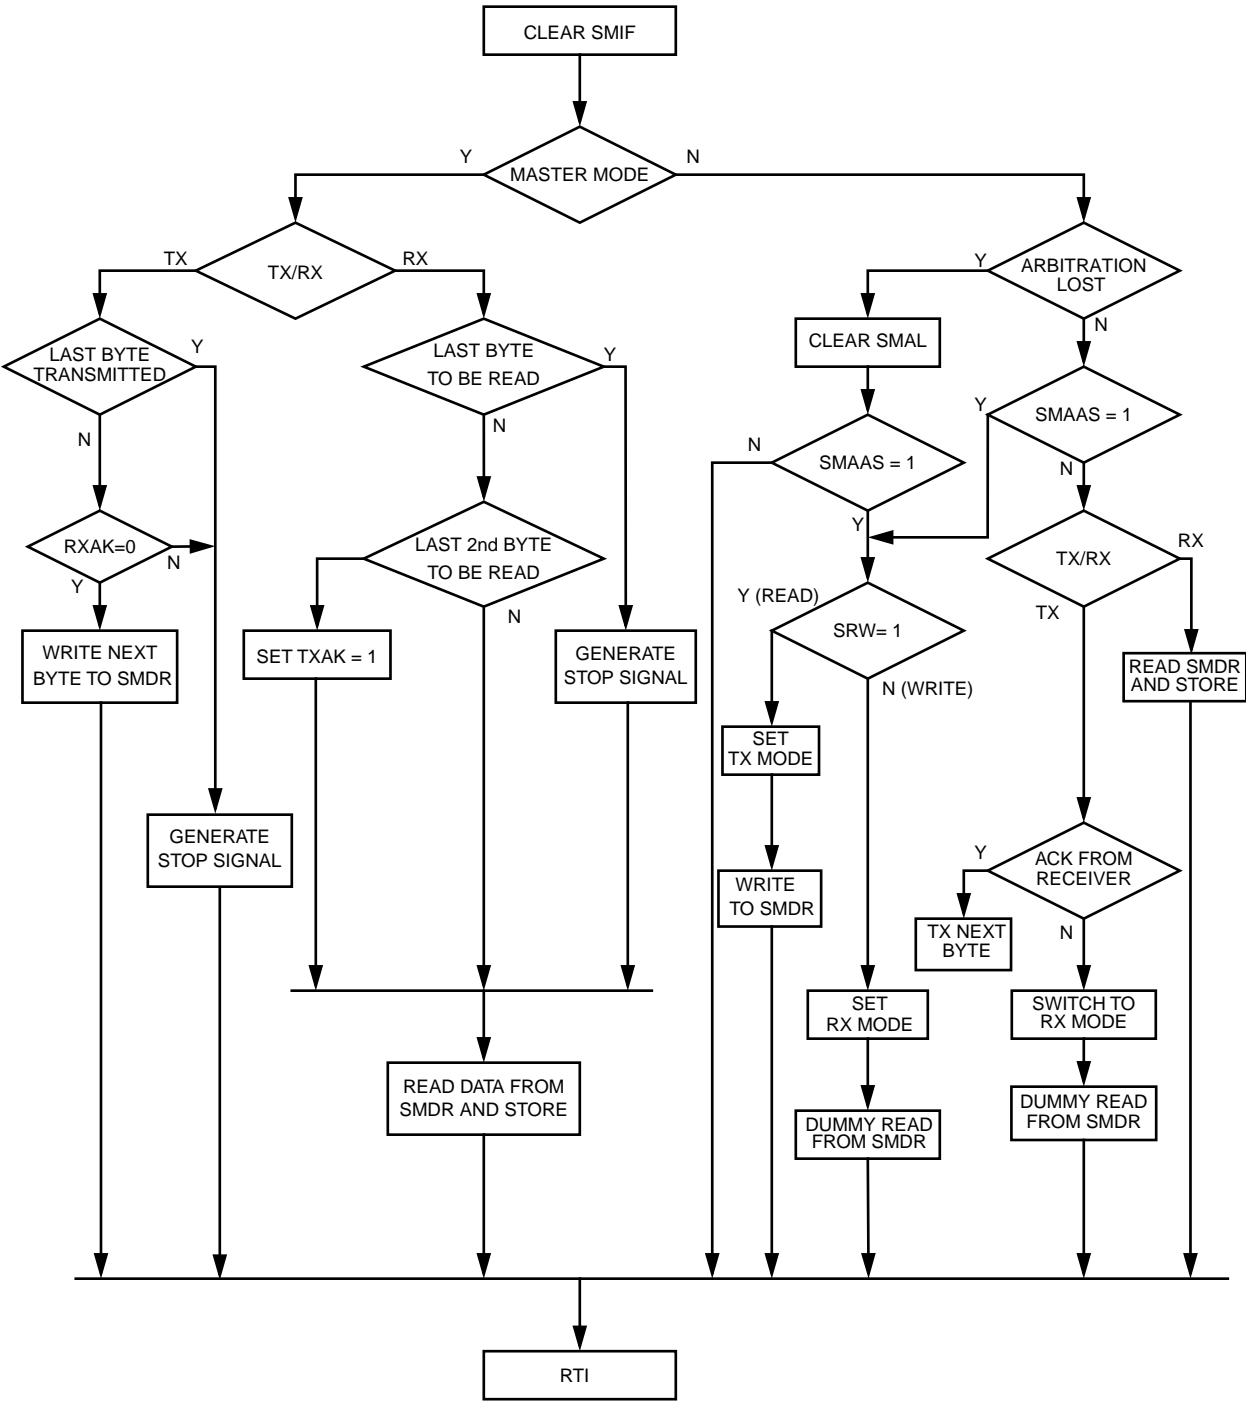 CLEAR SMIF
Y
N
MASTER MODE
TX
TX/RX
RX
Y
ARBITRATION
LOST
N
LAST BYTE
TRANSMITTED
Y
N
LAST BYTE
TO BE READ
Y
N
CLEAR SMAL
Y
SMAAS = 1
N
N
SMAAS = 1
Y
RXAK=0
N
Y
LAST 2nd BYTE
TO BE READ
N
TX/RX
RX
TX
Y (READ)
SRW= 1
N (WRITE)
WRITE NEXT
BYTE TO SMDR
SET TXAK = 1
GENERATE
STOP SIGNAL
READ SMDR
AND STORE
SET
TX MODE
GENERATE
STOP SIGNAL
WRITE
TO SMDR
Y
ACK FROM
RECEIVER
N
TX NEXT
BYTE
SET
RX MODE
SWITCH TO
RX MODE
READ DATA FROM
SMDR AND STORE
DUMMY READ
FROM SMDR
DUMMY READ
FROM SMDR
RTI